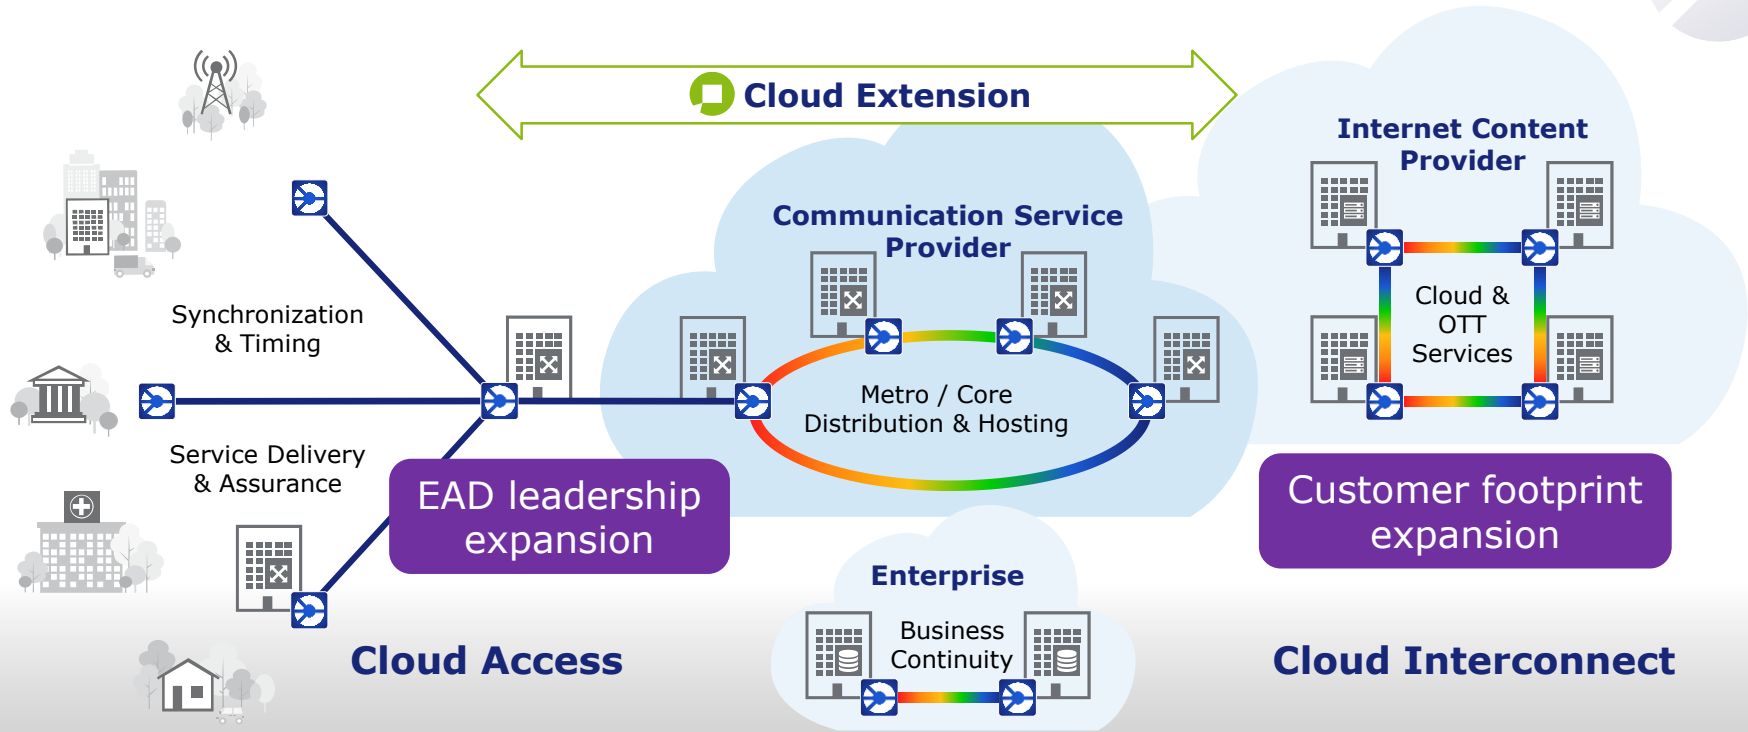 Cloud Extension
Internet Content
Provider
Communication Service
Provider
Synchronization
& Timing
Cloud &
OTT
Services
Metro / Core
Distribution & Hosting
Service Delivery
& Assurance
EAD leadership
expansion
Customer footprint
expansion
Enterprise
Business
Continuity
Cloud Access
Cloud Interconnect